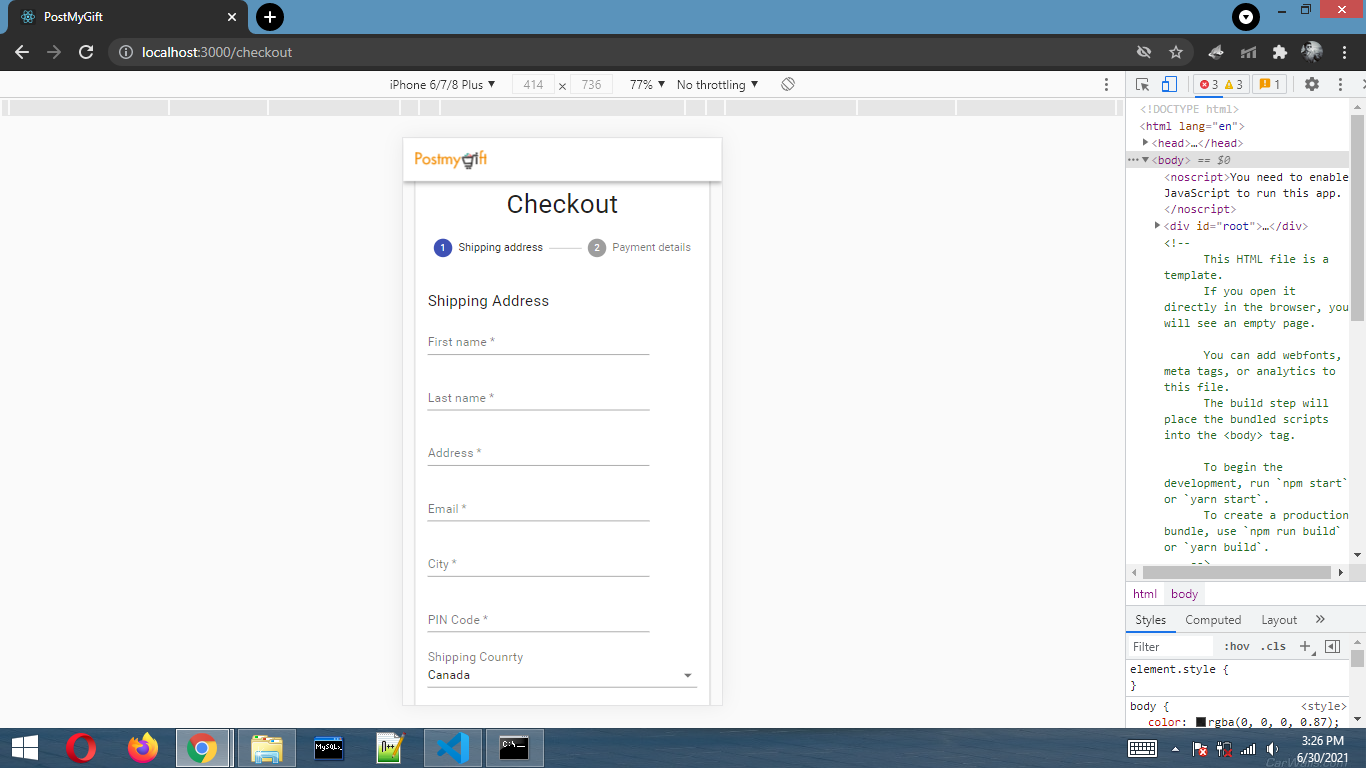 PostMyGift
localhost:3000/checkout
iPhone 6/7/8 Plus 414 x 736 77% No throttling
3 3 1
Postmygift
Checkout
1 Shipping address 2 Payment details
Shipping Address
First name *
Last name *
Address *
Email *
City *
PIN Code *
Shipping Counrty
Canada
<!DOCTYPE html>
<html lang="en">
<head>…</head>
<body> == $0
<noscript>You need to enable
JavaScript to run this app.
</noscript>
<div id="root">…</div>
<!--
This HTML file is a
template.
If you open it
directly in the browser, you
will see an empty page.
You can add webfonts,
meta tags, or analytics to
this file.
The build step will
place the bundled scripts
into the <body> tag.
To begin the
development, run `npm start`
or `yarn start`.
To create a production
bundle, use `npm run build`
or `yarn build`.
-->
html body
Styles Computed Layout »
Filter :hov .cls +
element.style {
}
body { <style>
color: rgba(0, 0, 0, 0.87);
MySQL>
C:\_
3:26 PM
6/30/2021